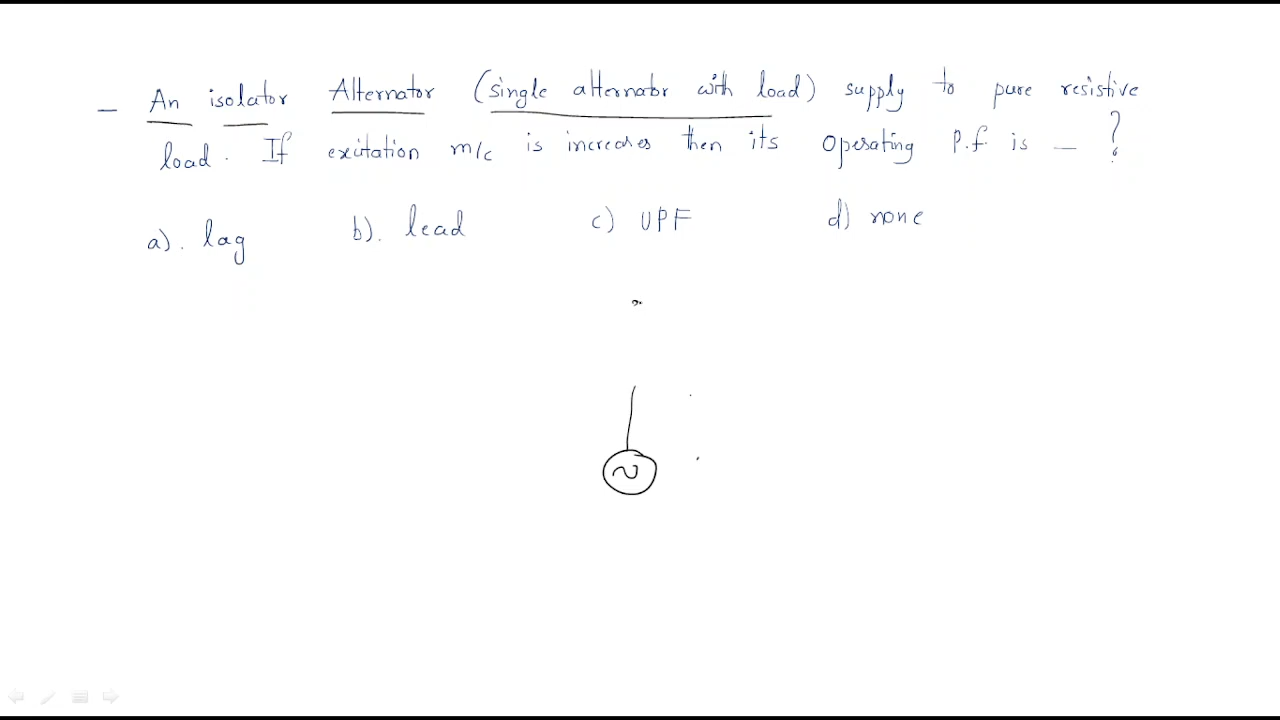 – An isolator Alternator (single alternator with load) supply to pure resistive
load. If excitation m/c is increases then its operating P.f. is – ?
a). lag b). lead c) UPF d) none